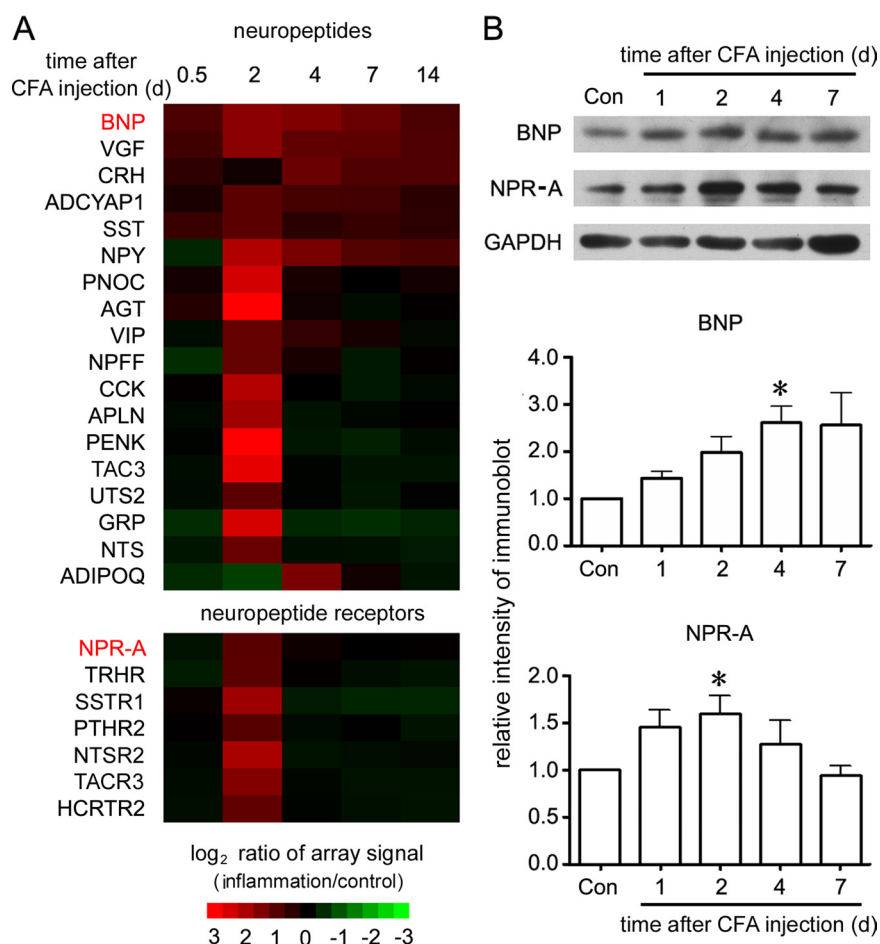 A
neuropeptides
time after
CFA injection (d)
0.5 2 4 7 14
BNP
VGF
CRH
ADCYAP1
SST
NPY
PNOC
AGT
VIP
NPFF
CCK
APLN
PENK
TAC3
UTS2
GRP
NTS
ADIPOQ
neuropeptide receptors
NPR-A
TRHR
SSTR1
PTHR2
NTSR2
TACR3
HCRTR2
log2 ratio of array signal
(inflammation/control)
3 2 1 0 -1 -2 -3
B
time after CFA injection (d)
Con 1 2 4 7
BNP
NPR-A
GAPDH
relative intensity of immunoblot
BNP
4.0
3.0
2.0
1.0
0.0
*
Con 1 2 4 7
NPR-A
2.0
1.5
1.0
0.5
0.0
*
Con 1 2 4 7
time after CFA injection (d)